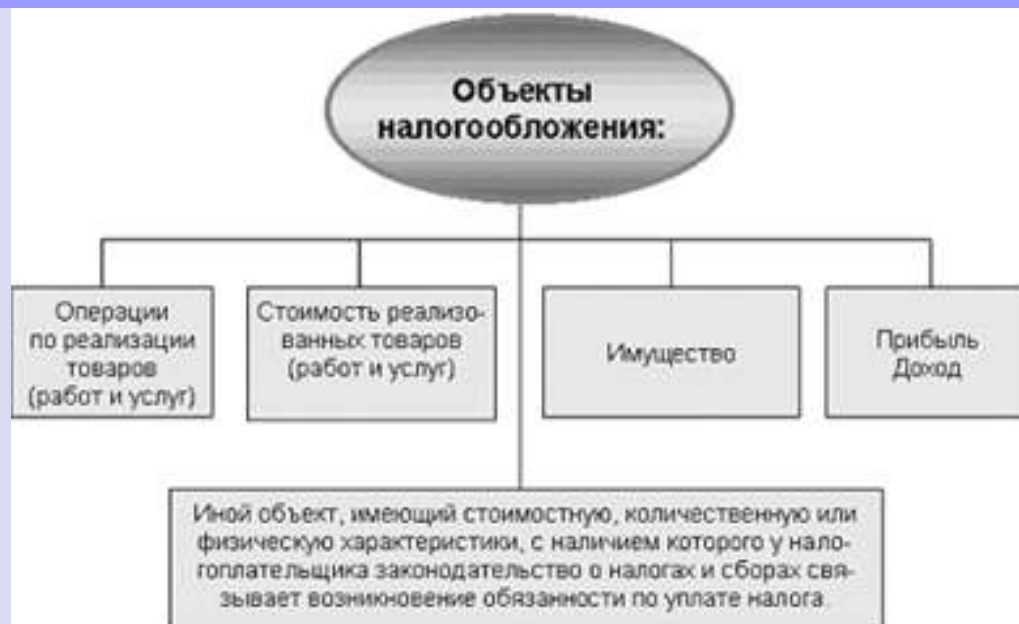 Объекты
налогообложения:
Операции
по реализации
товаров
(работ и услуг)
Стоимость реализо-
ванных товаров
(работ и услуг)
Имущество
Прибыль
Доход
Иной объект, имеющий стоимостную, количественную или
физическую характеристики, с наличием которого у нало-
гоплательщика законодательство о налогах и сборах свя-
зывает возникновение обязанности по уплате налога.